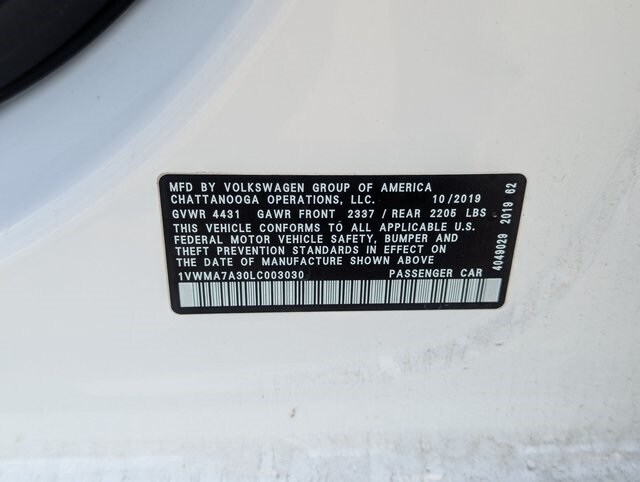 MFD BY VOLKSWAGEN GROUP OF AMERICA
CHATTANOOGA OPERATIONS, LLC. 10/2019
GVWR 4431 GAWR FRONT 2337 / REAR 2205 LBS
THIS VEHICLE CONFORMS TO ALL APPLICABLE U.S.
FEDERAL MOTOR VEHICLE SAFETY, BUMPER AND
THEFT PREVENTION STANDARDS IN EFFECT ON
THE DATE OF MANUFACTURE SHOWN ABOVE
1VWMA7A30LC003030 PASSENGER CAR
4049029 2019 62